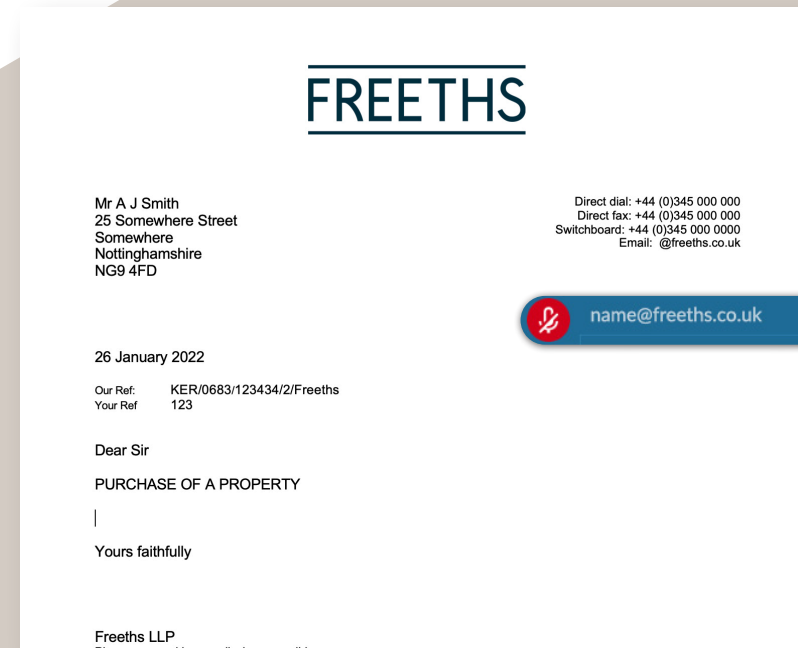 FREETHS
Mr A J Smith
25 Somewhere Street
Somewhere
Nottinghamshire
NG9 4FD
Direct dial: +44 (0)345 000 000
Direct fax: +44 (0)345 000 000
Switchboard: +44 (0)345 000 0000
Email: @freeths.co.uk
name@freeths.co.uk
26 January 2022
Our Ref: KER/0683/123434/2/Freeths
Your Ref 123
Dear Sir
PURCHASE OF A PROPERTY
Yours faithfully
Freeths LLP